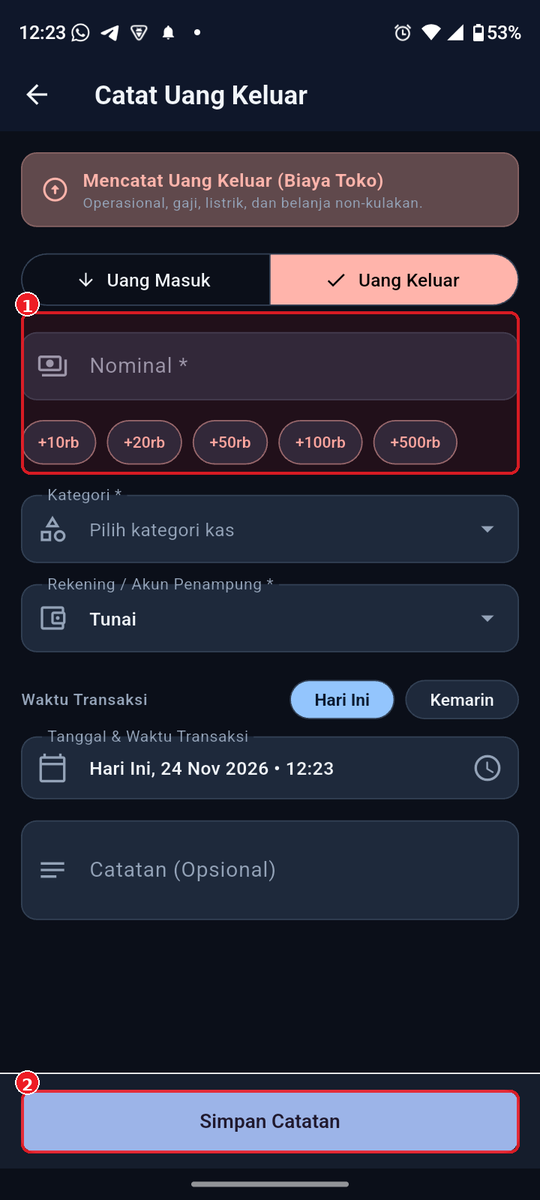 12:23
53%
Catat Uang Keluar
Mencatat Uang Keluar (Biaya Toko)
Operasional, gaji, listrik, dan belanja non-kulakan.
Uang Masuk
Uang Keluar
1
Nominal *
+10rb +20rb +50rb +100rb +500rb
Kategori *
Pilih kategori kas
Rekening / Akun Penampung *
Tunai
Waktu Transaksi
Hari Ini
Kemarin
Tanggal & Waktu Transaksi
Hari Ini, 24 Nov 2026 • 12:23
Catatan (Opsional)
2
Simpan Catatan